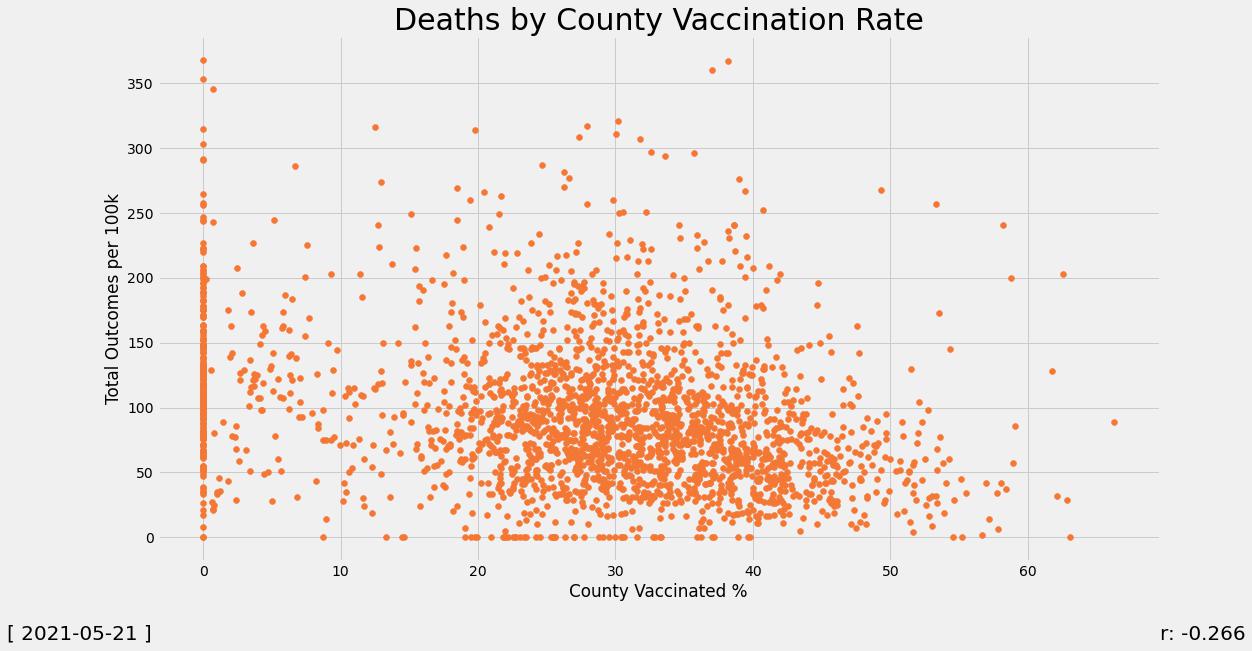 Deaths by County Vaccination Rate
Total Outcomes per 100k
350
300
250
200
150
100
50
0
0 10 20 30 40 50 60
County Vaccinated %
[ 2021-05-21 ]
r: -0.266